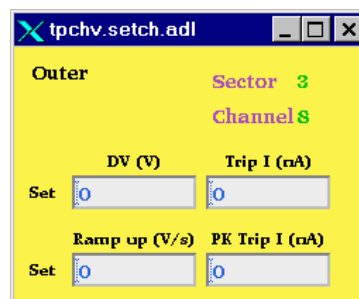 tpchv.setch.adl
Outer
Sector 3
Channel 8
DV (V) Trip I (nA)
Set 0 0
Ramp up (V/s) PK Trip I (nA)
Set 0 0